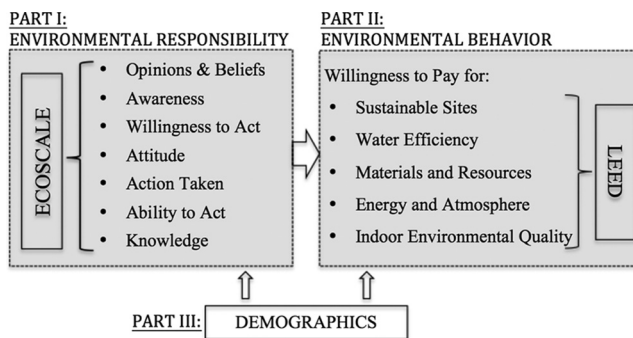 PART I:
ENVIRONMENTAL RESPONSIBILITY
ECOSCALE
• Opinions & Beliefs
• Awareness
• Willingness to Act
• Attitude
• Action Taken
• Ability to Act
• Knowledge
PART II:
ENVIRONMENTAL BEHAVIOR
Willingness to Pay for:
• Sustainable Sites
• Water Efficiency
• Materials and Resources
• Energy and Atmosphere
• Indoor Environmental Quality
LEED
PART III: DEMOGRAPHICS